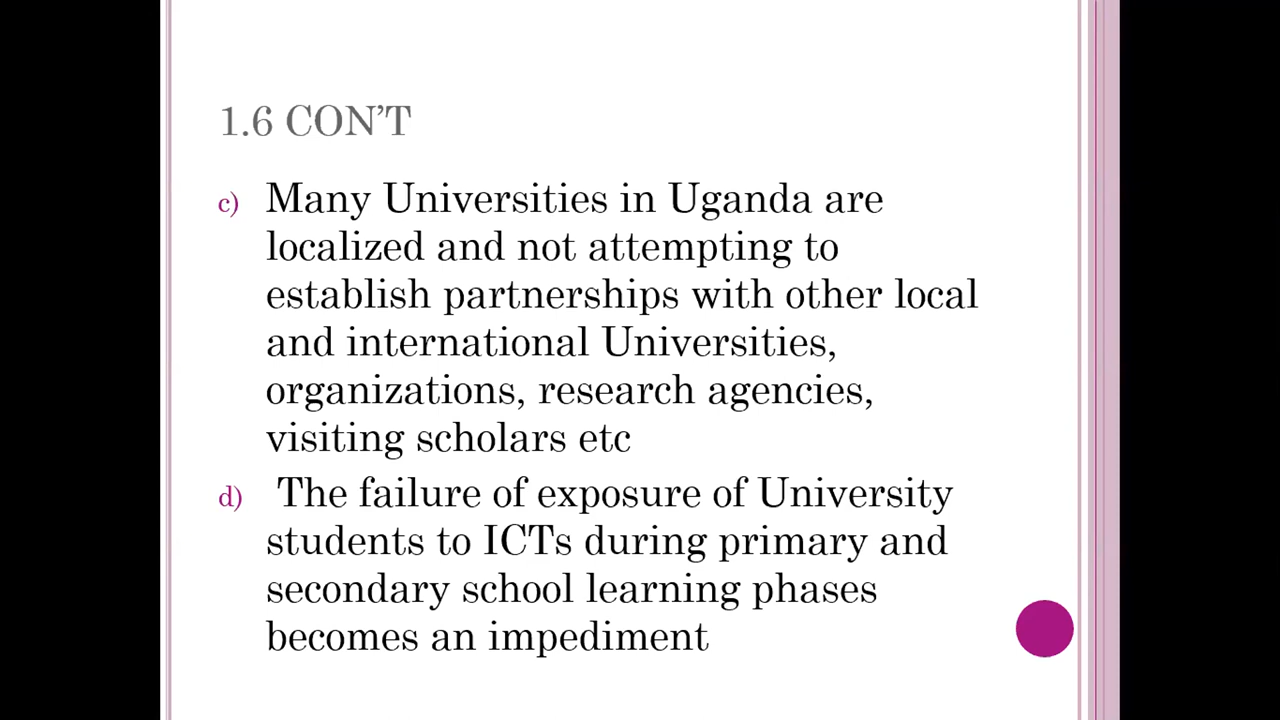 1.6 CON’T
c) Many Universities in Uganda are
localized and not attempting to
establish partnerships with other local
and international Universities,
organizations, research agencies,
visiting scholars etc
d) The failure of exposure of University
students to ICTs during primary and
secondary school learning phases
becomes an impediment